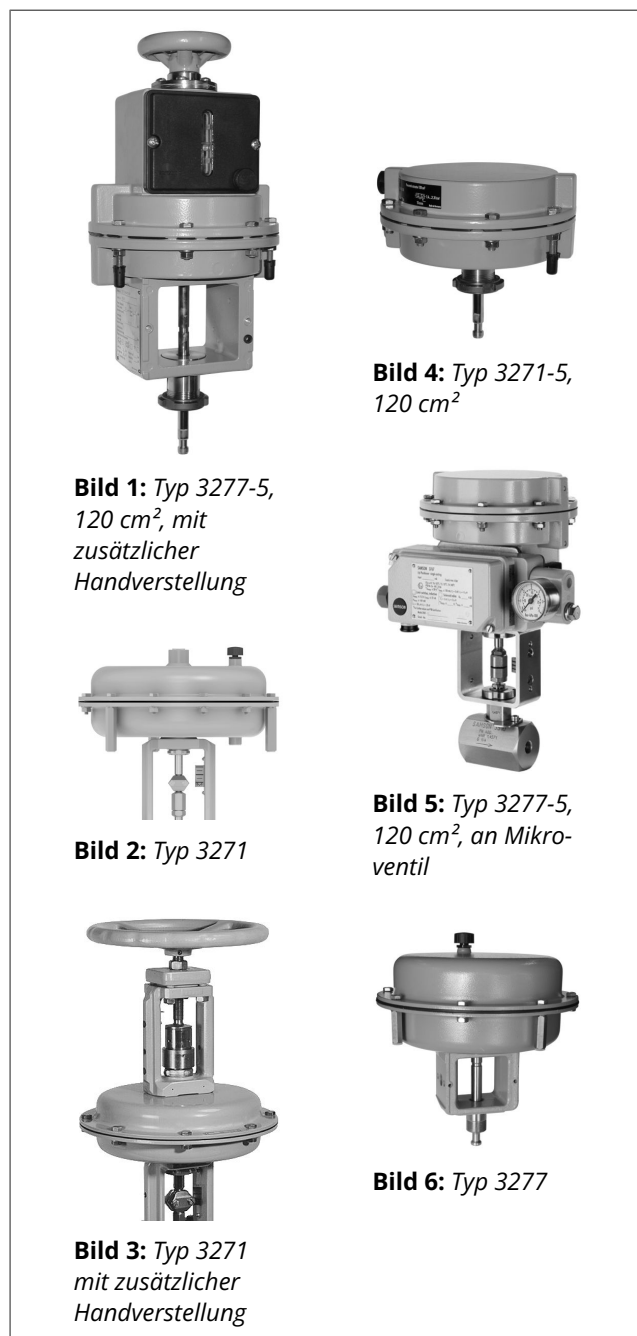 Bild 1: Typ 3277-5,
120 cm², mit
zusätzlicher
Handverstellung
Bild 2: Typ 3271
Bild 3: Typ 3271
mit zusätzlicher
Handverstellung
Bild 4: Typ 3271-5,
120 cm²
SAMSON
Bild 5: Typ 3277-5,
120 cm², an Mikro-
ventil
Bild 6: Typ 3277